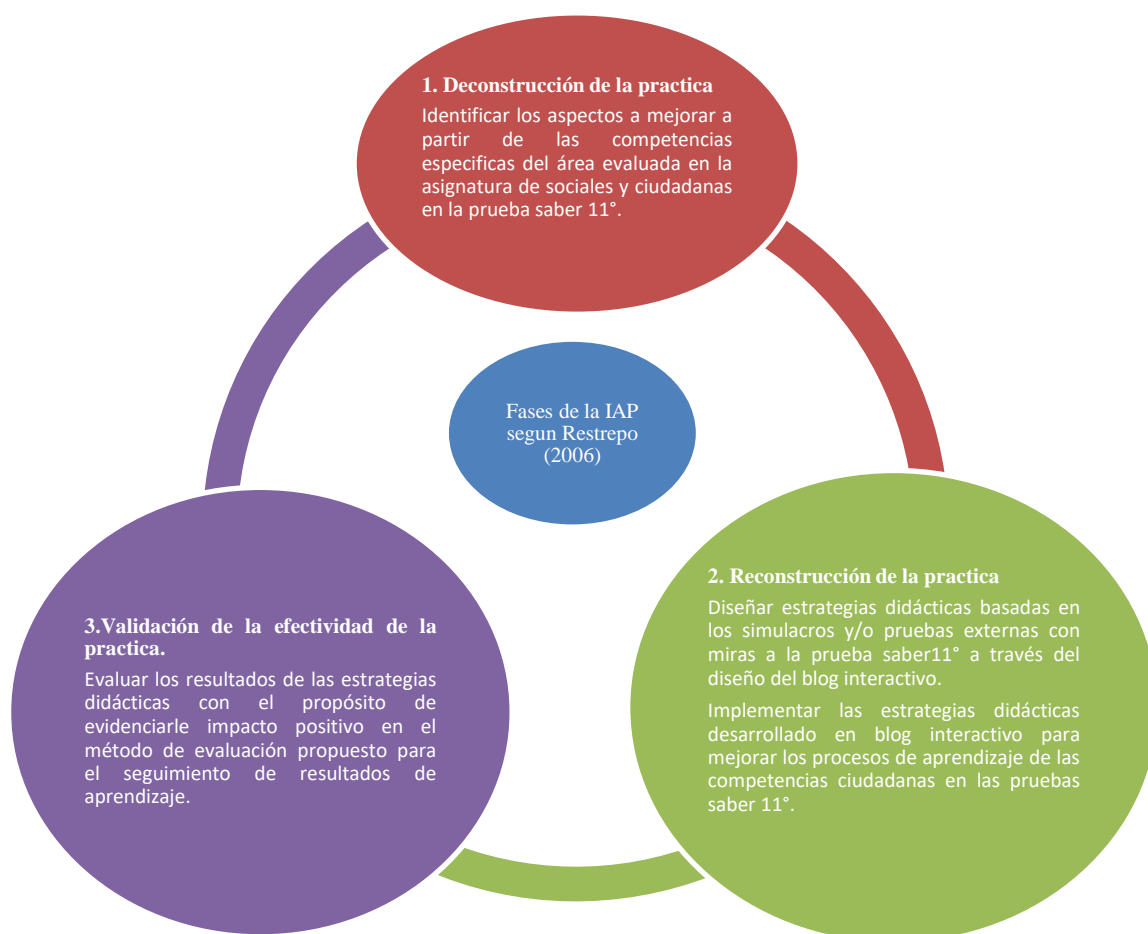 1. Deconstrucción de la practica
Identificar los aspectos a mejorar a
partir de las competencias
especificas del área evaluada en la
asignatura de sociales y ciudadanas
en la prueba saber 11°.
Fases de la IAP
segun Restrepo
(2006)
2. Reconstrucción de la practica
Diseñar estrategias didácticas basadas en
los simulacros y/o pruebas externas con
miras a la prueba saber11° a través del
diseño del blog interactivo.
Implementar las estrategias didácticas
desarrollado en blog interactivo para
mejorar los procesos de aprendizaje de las
competencias ciudadanas en las pruebas
saber 11°.
3.Validación de la efectividad de la
practica.
Evaluar los resultados de las estrategias
didácticas con el propósito de
evidenciarle impacto positivo en el
método de evaluación propuesto para
el seguimiento de resultados de
aprendizaje.